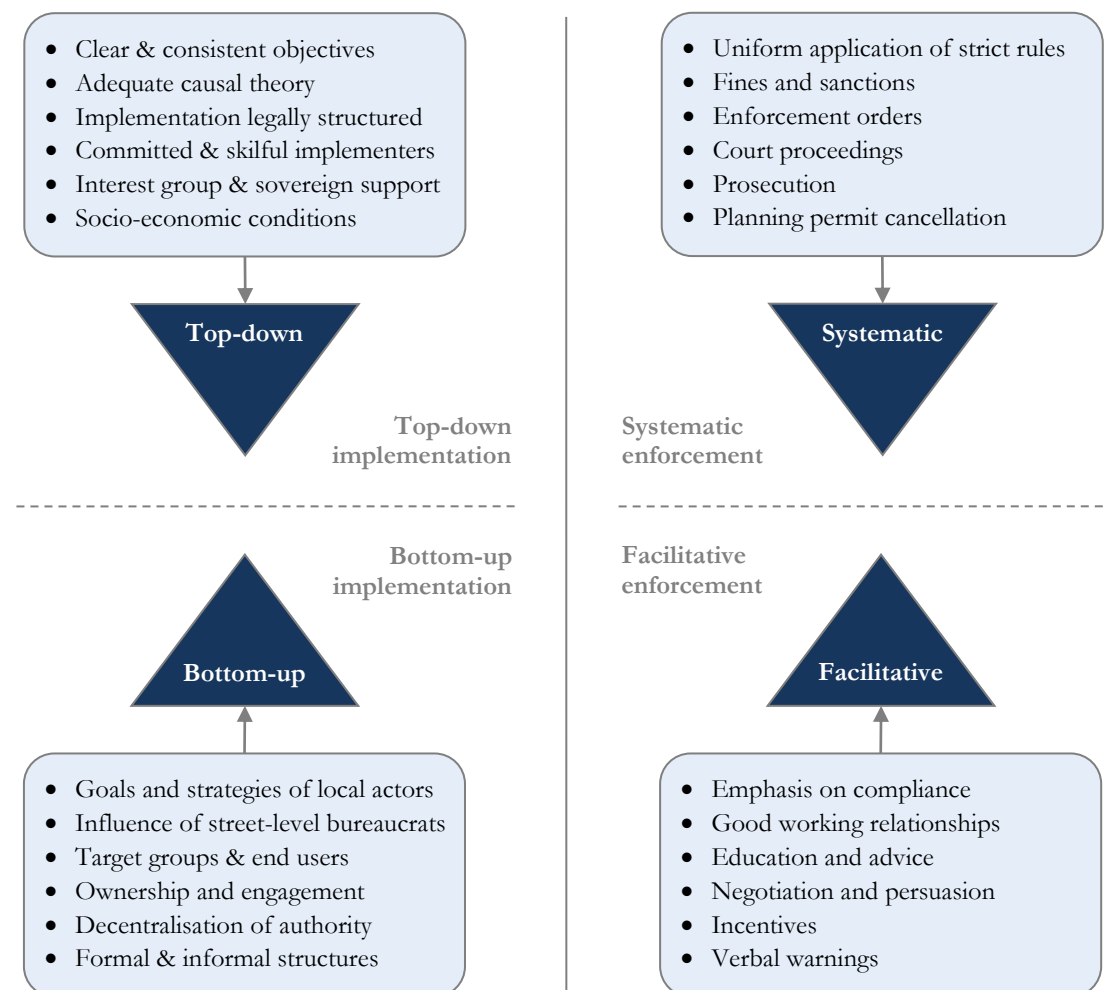 • Clear & consistent objectives
• Adequate causal theory
• Implementation legally structured
• Committed & skilful implementers
• Interest group & sovereign support
• Socio-economic conditions
Top-down
Top-down
implementation
Bottom-up
implementation
Bottom-up
• Goals and strategies of local actors
• Influence of street-level bureaucrats
• Target groups & end users
• Ownership and engagement
• Decentralisation of authority
• Formal & informal structures
• Uniform application of strict rules
• Fines and sanctions
• Enforcement orders
• Court proceedings
• Prosecution
• Planning permit cancellation
Systematic
Systematic
enforcement
Facilitative
enforcement
Facilitative
• Emphasis on compliance
• Good working relationships
• Education and advice
• Negotiation and persuasion
• Incentives
• Verbal warnings